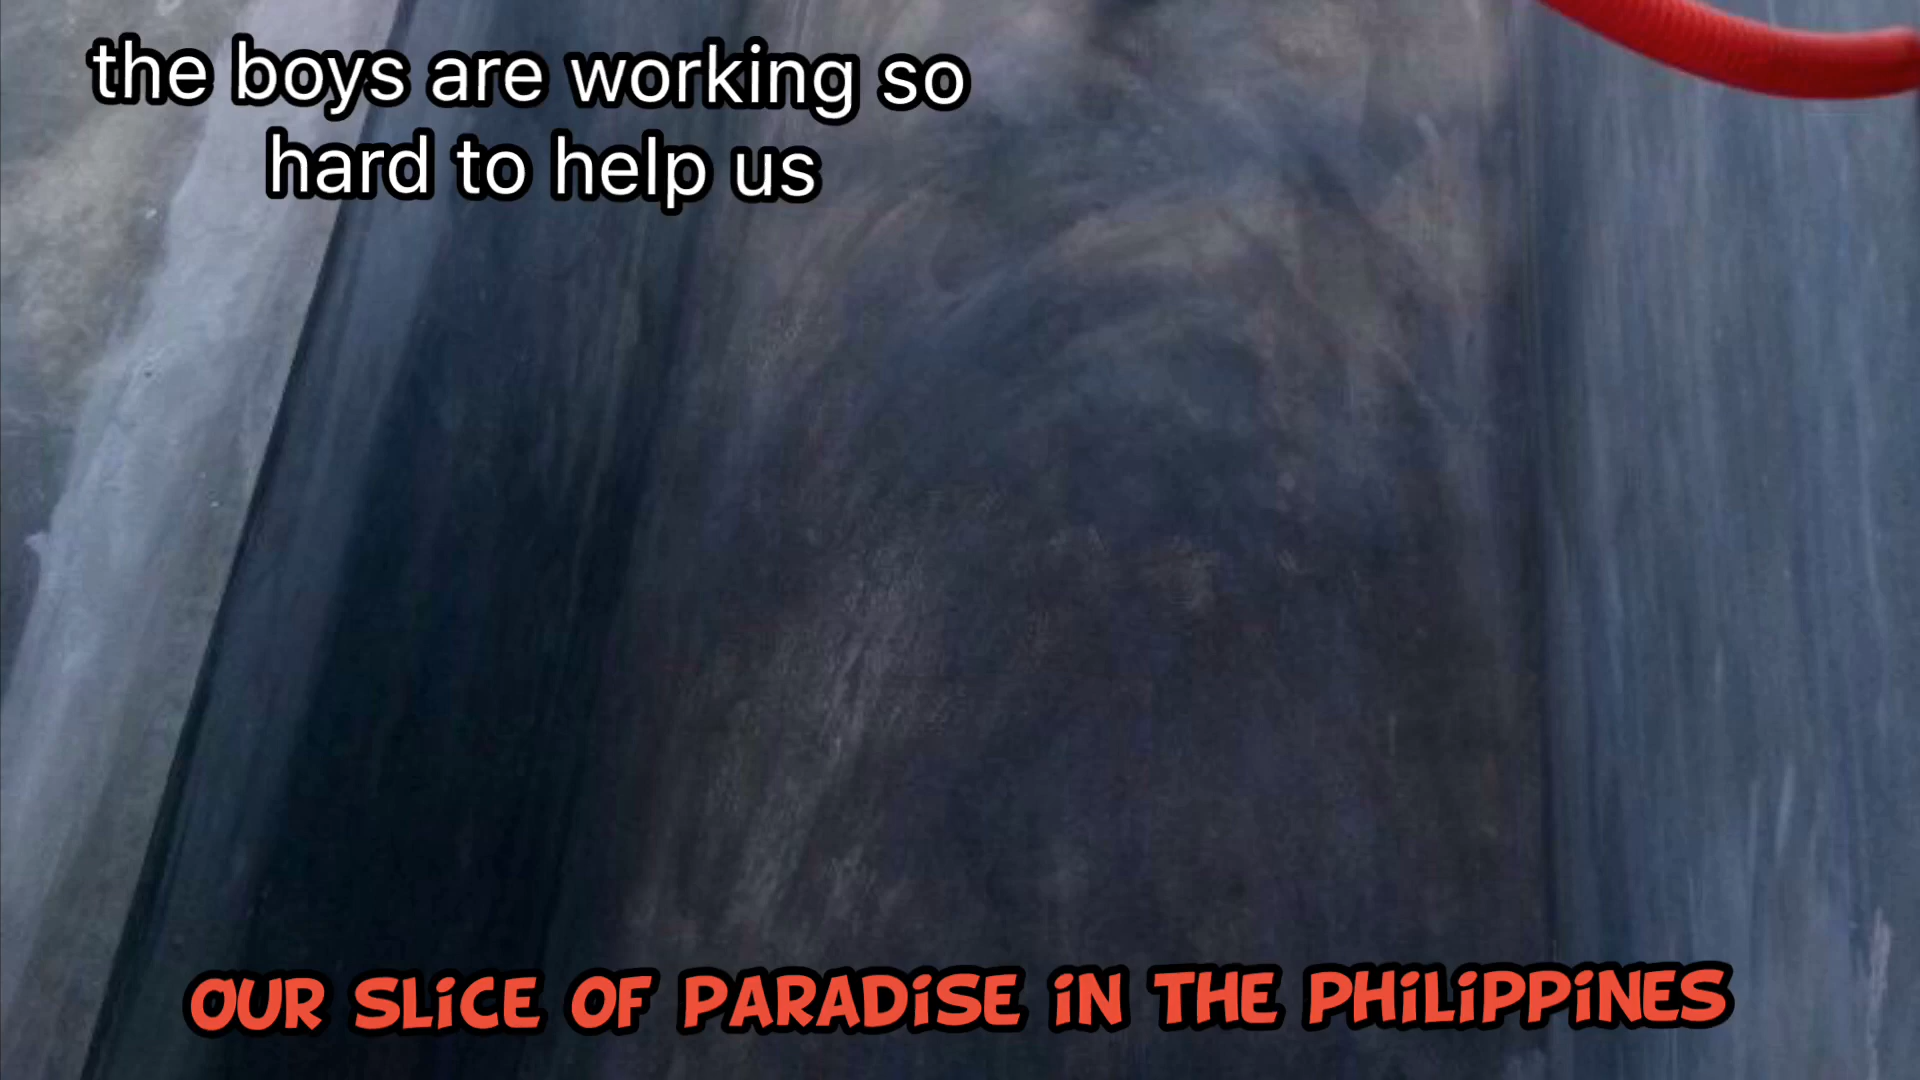 the boys are working so
hard to help us
OUR SLiCE OF PARADiSE iN THE PHiLiPPiNES